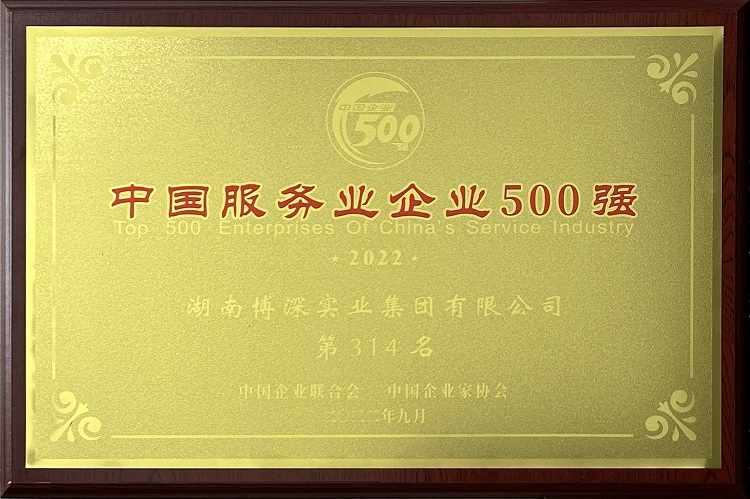 中国企业
500
强
中国服务业企业500强
Top 500 Enterprises Of China's Service Industry
★2022★
湖南博深实业集团有限公司
第314名
中国企业联合会 中国企业家协会
二〇二二年九月